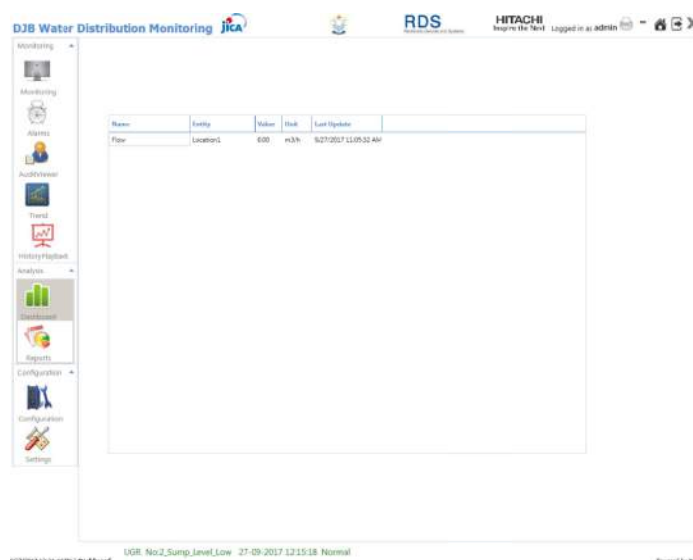 DJB Water Distribution Monitoring
jica
RDS
HITACHI
Inspire the Next
Logged in as admin
Monitoring
Monitoring
Alarms
AuditViewer
Trend
HistoryPlayback
Analysis
Dashboard
Reports
Configuration
Configuration
Settings
Name Entity Value Unit Last Update
Flow Location1 0.00 m3/h 9/27/2017 11:05:32 AM
UGR No:2_Sump_Level_Low 27-09-2017 12:15:18 Normal